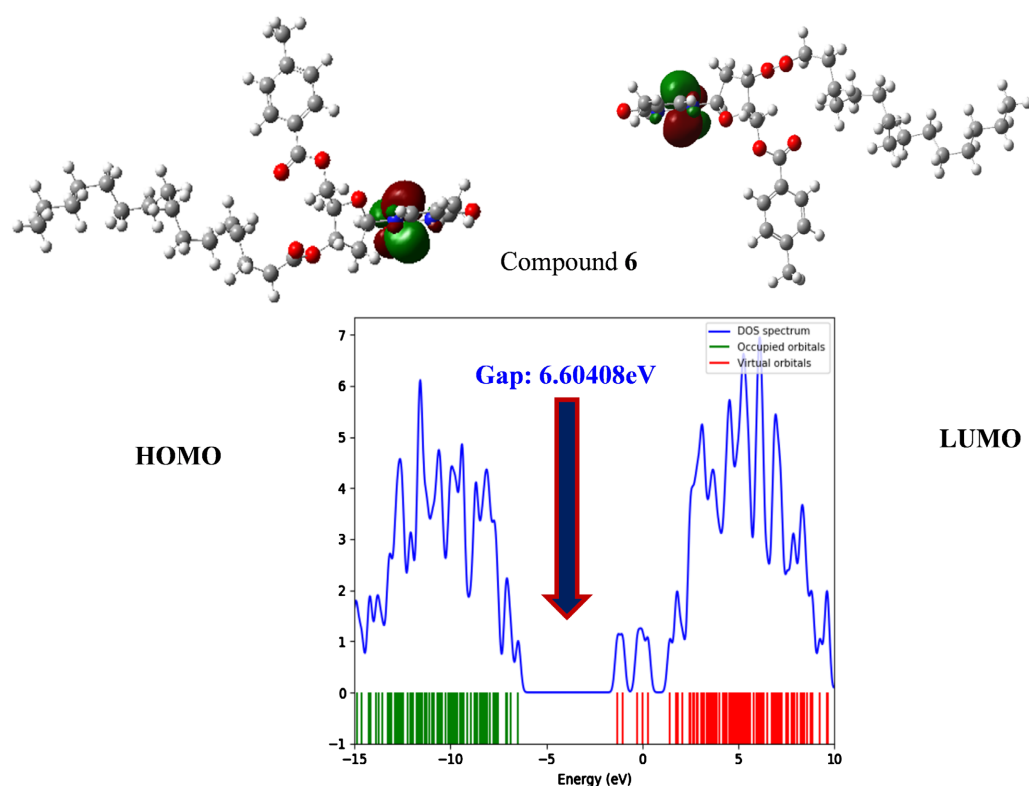 Compound 6
DOS spectrum
Occupied orbitals
Virtual orbitals
Gap: 6.60408eV
HOMO
LUMO
7
6
5
4
3
2
1
0
−1
−15
−10
−5
0
5
10
Energy (eV)